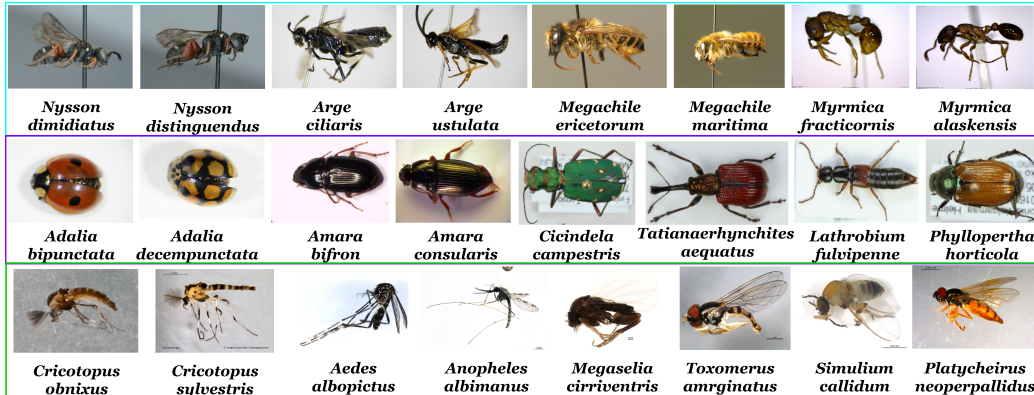 Nysson dimidiatus
Nysson distinguendus
Arge ciliaris
Arge ustulata
Megachile ericetorum
Megachile maritima
Myrmica fracticornis
Myrmica alaskensis
Adalia bipunctata
Adalia decempunctata
Amara bifron
Amara consularis
Cicindela campestris
Tatianaerhynchites aequatus
Lathrobium fulvipenne
Phyllopertha horticola
Cricotopus obnixus
Cricotopus sylvestris
Aedes albopictus
Anopheles albimanus
Megaselia cirriventris
Toxomerus amrginatus
Simulium callidum
Platycheirus neoperpallidus